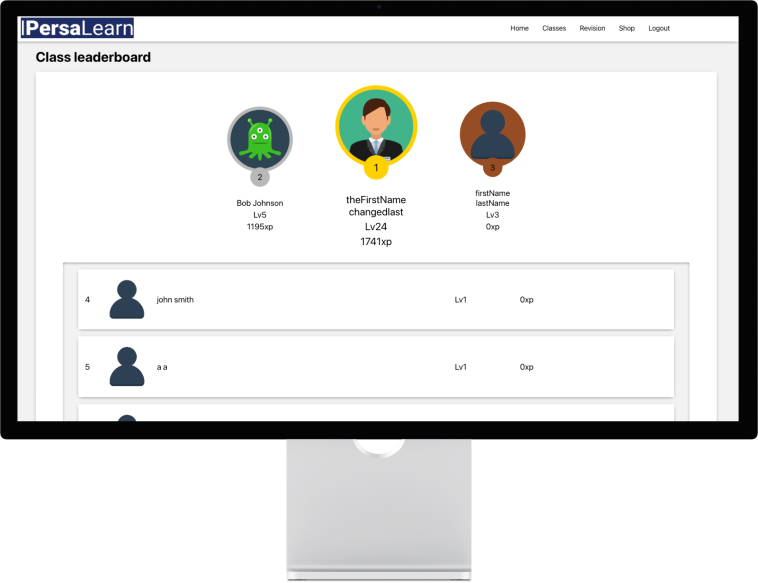 PersaLearn
Home Classes Revision Shop Logout
Class leaderboard
2
1
3
Bob Johnson
Lv5
1195xp
theFirstName
changedlast
Lv24
1741xp
firstName
lastName
Lv3
0xp
4 john smith Lv1 0xp
5 a a Lv1 0xp